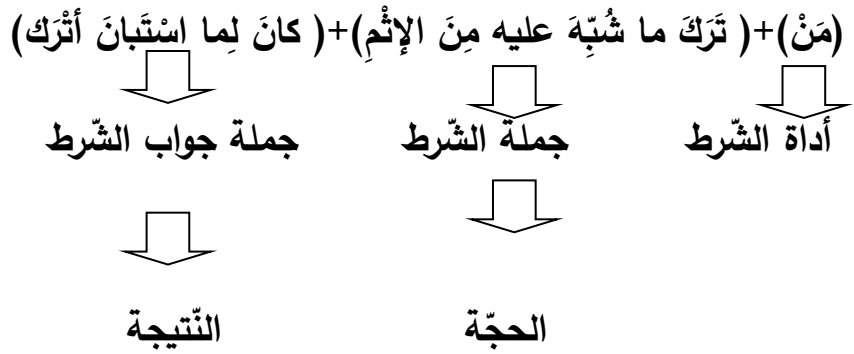 (مَنْ)+( تَرَكَ ما شُبِّهَ عليه مِنَ الإثْمِ)+( كانَ لِما اسْتَبانَ أتْرَك)
أداة الشّرط جملة الشّرط جملة جواب الشّرط
الحجّة النّتيجة